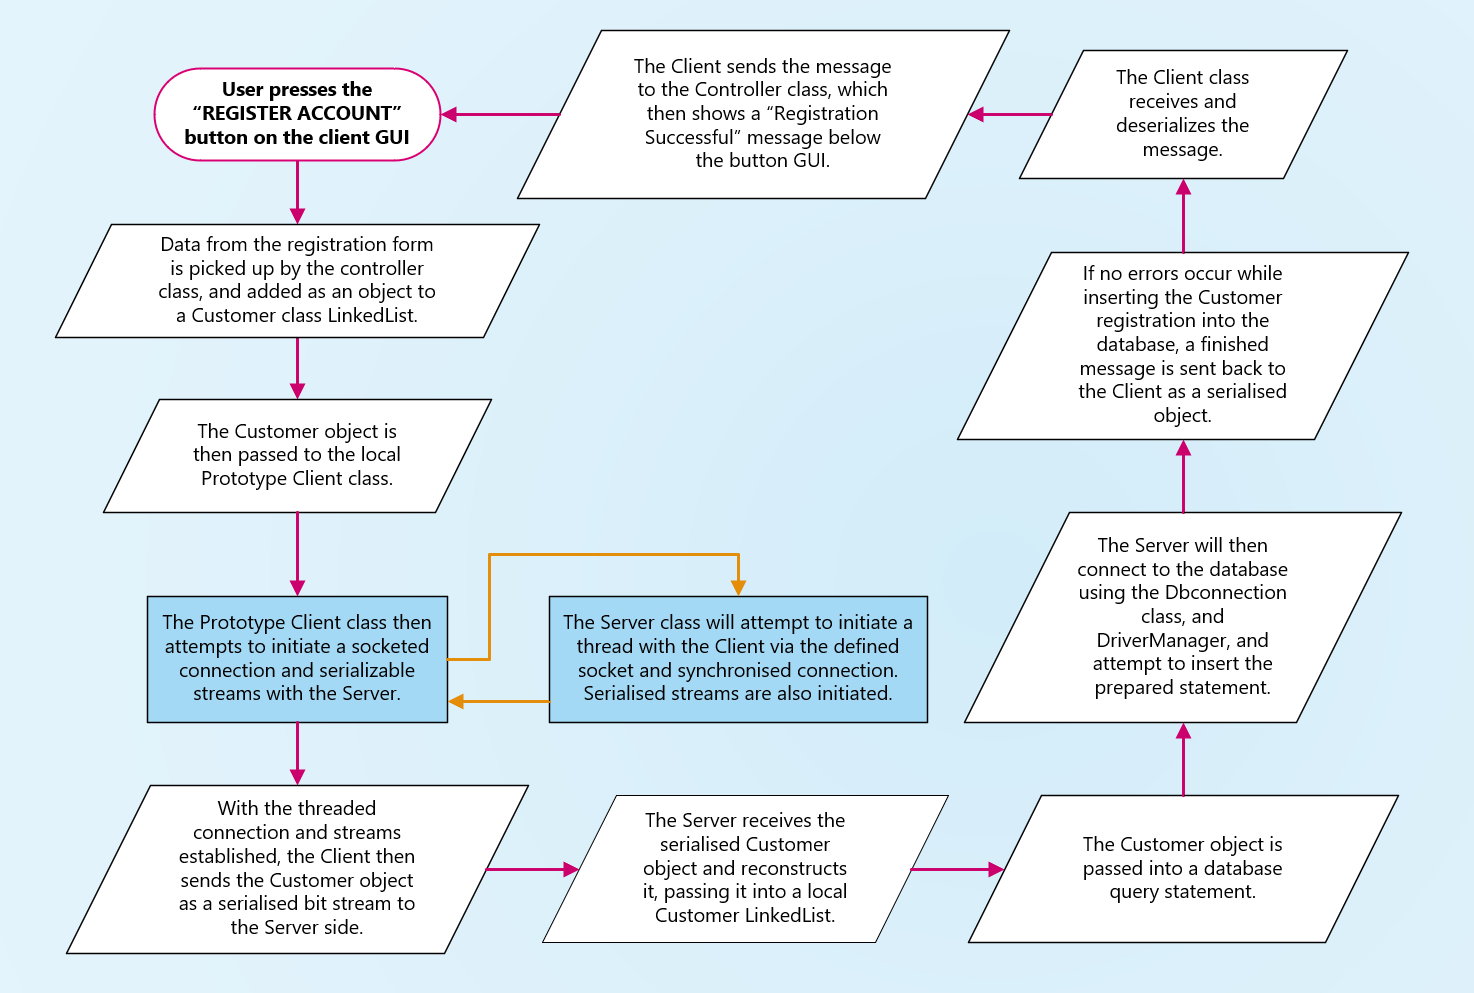 User presses the
“REGISTER ACCOUNT”
button on the client GUI
Data from the registration form
is picked up by the controller
class, and added as an object to
a Customer class LinkedList.
The Customer object is
then passed to the local
Prototype Client class.
The Prototype Client class then
attempts to initiate a socketed
connection and serializable
streams with the Server.
The Server class will attempt to initiate a
thread with the Client via the defined
socket and synchronised connection.
Serialised streams are also initiated.
With the threaded
connection and streams
established, the Client then
sends the Customer object
as a serialised bit stream to
the Server side.
The Server receives the
serialised Customer
object and reconstructs
it, passing it into a local
Customer LinkedList.
The Customer object is
passed into a database
query statement.
The Server will then
connect to the database
using the Dbconnection
class, and
DriverManager, and
attempt to insert the
prepared statement.
If no errors occur while
inserting the Customer
registration into the
database, a finished
message is sent back to
the Client as a serialised
object.
The Client class
receives and
deserializes the
message.
The Client sends the message
to the Controller class, which
then shows a “Registration
Successful” message below
the button GUI.